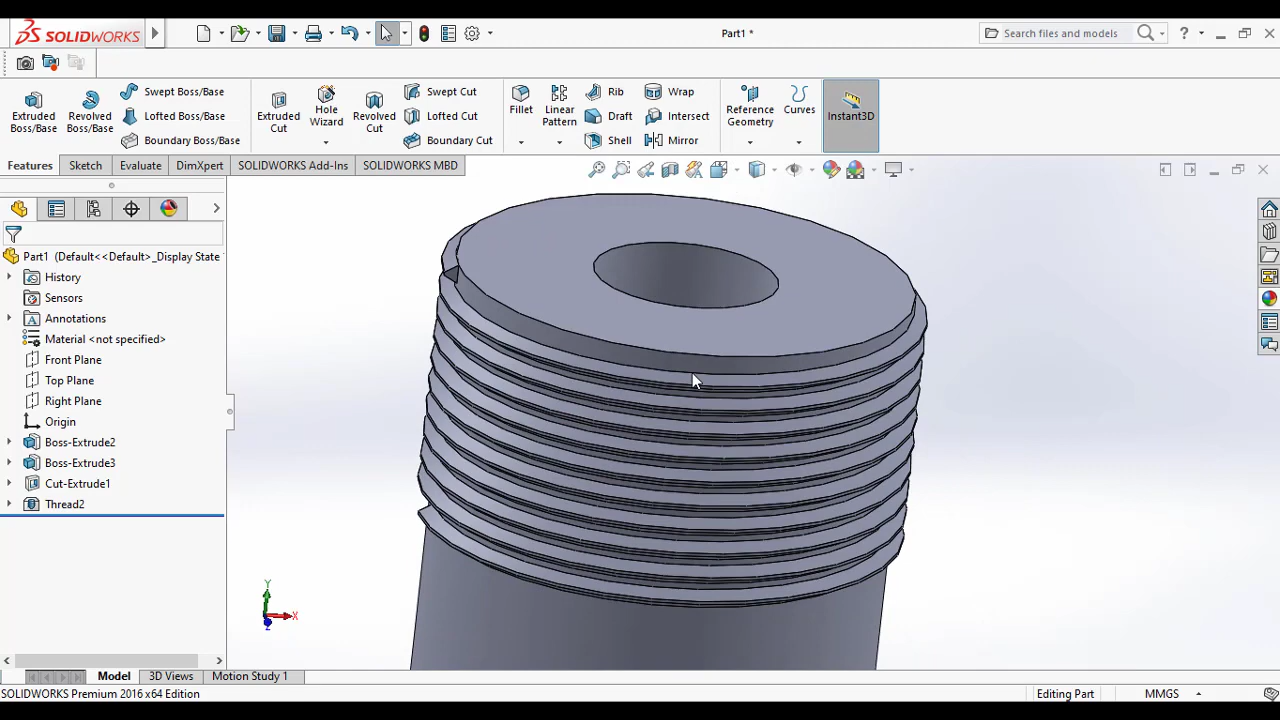 SOLIDWORKS
Part1 *
Search files and models
Extruded Boss/Base
Revolved Boss/Base
Swept Boss/Base
Lofted Boss/Base
Boundary Boss/Base
Extruded Cut
Hole Wizard
Revolved Cut
Swept Cut
Lofted Cut
Boundary Cut
Fillet
Linear Pattern
Rib
Draft
Shell
Wrap
Intersect
Mirror
Reference Geometry
Curves
Instant3D
Features
Sketch
Evaluate
DimXpert
SOLIDWORKS Add-Ins
SOLIDWORKS MBD
Part1 (Default<<Default>_Display State
History
Sensors
Annotations
Material <not specified>
Front Plane
Top Plane
Right Plane
Origin
Boss-Extrude2
Boss-Extrude3
Cut-Extrude1
Thread2
Y
X
Z
Model
3D Views
Motion Study 1
SOLIDWORKS Premium 2016 x64 Edition
Editing Part
MMGS